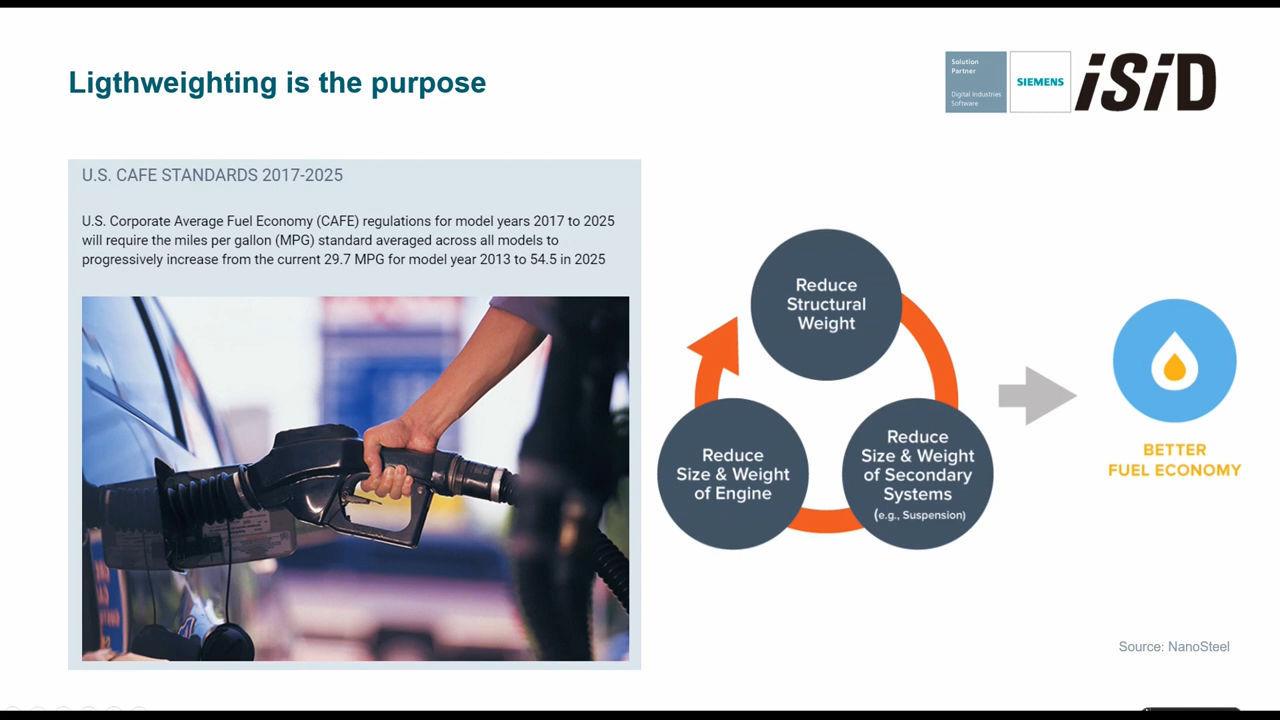 Ligthweighting is the purpose
Solution
Partner
Digital Industries
Software
SIEMENS
iSiD
U.S. CAFE STANDARDS 2017-2025
U.S. Corporate Average Fuel Economy (CAFE) regulations for model years 2017 to 2025
will require the miles per gallon (MPG) standard averaged across all models to
progressively increase from the current 29.7 MPG for model year 2013 to 54.5 in 2025
Reduce
Structural
Weight
Reduce
Size & Weight
of Engine
Reduce
Size & Weight
of Secondary
Systems
(e.g., Suspension)
BETTER
FUEL ECONOMY
Source: NanoSteel